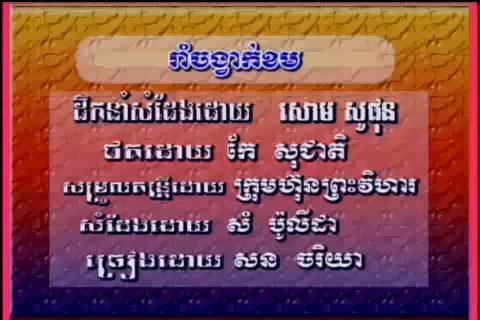 រាំចង្វាក់ខម
ដឹកនាំសំដែងដោយ សោម សូផុន
ថតដោយ កែ សុជាតិ
សម្រួលតន្ត្រីដោយ ក្រុមហ៊ុនព្រះវិហារ
សំដែងដោយ សំ ប៉ូលីដា
ច្រៀងដោយ សន ចរិយា